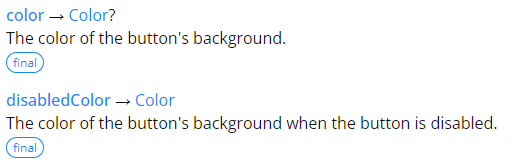 color → Color?
The color of the button's background.
final
disabledColor → Color
The color of the button's background when the button is disabled.
final